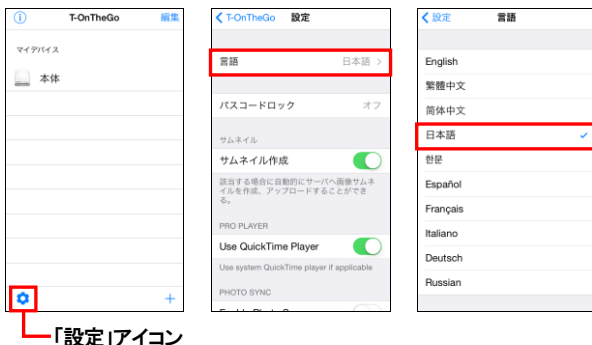 T-OnTheGo
編集
マイデバイス
本体
「設定」アイコン
T-OnTheGo
設定
言語
日本語
パスコードロック
オフ
サムネイル
サムネイル作成
該当する場合に自動的にサーバへ画像サムネ
イルを作成、アップロードすることができ
る。
PRO PLAYER
Use QuickTime Player
Use system QuickTime player if applicable
PHOTO SYNC
設定
言語
English
繁體中文
简体中文
日本語
한문
Español
Français
Italiano
Deutsch
Russian